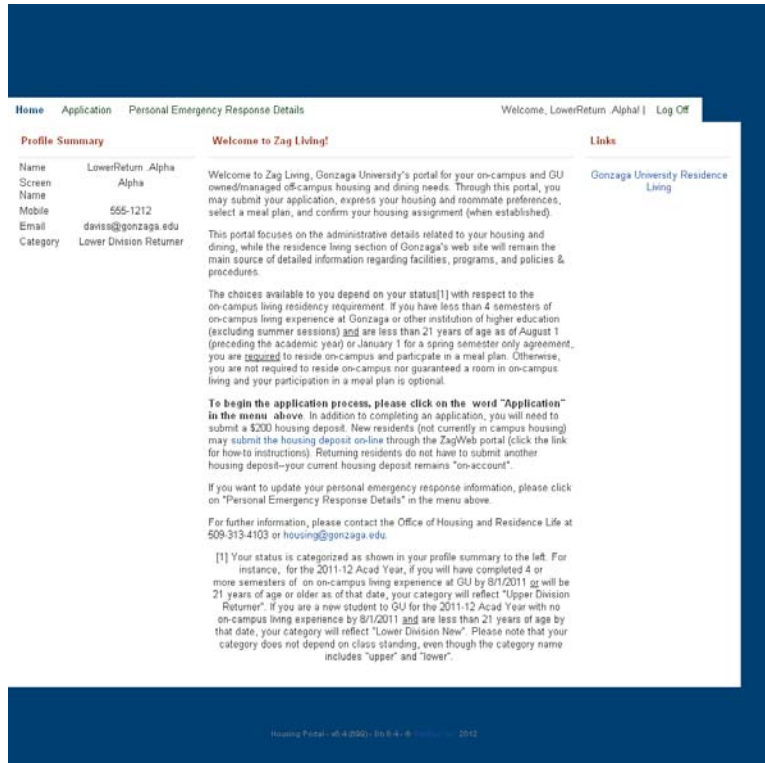 Home Application Personal Emergency Response Details Welcome, LowerReturn .Alpha! | Log Off
Profile Summary
Name LowerReturn .Alpha
Screen Name Alpha
Mobile 555-1212
Email daviss@gonzaga.edu
Category Lower Division Returner
Welcome to Zag Living!
Welcome to Zag Living, Gonzaga University's portal for your on-campus and GU
owned/managed off-campus housing and dining needs. Through this portal, you
may submit your application, express your housing and roommate preferences,
select a meal plan, and confirm your housing assignment (when established).
This portal focuses on the administrative details related to your housing and
dining, while the residence living section of Gonzaga's web site will remain the
main source of detailed information regarding facilities, programs, and policies &
procedures.
The choices available to you depend on your status[1] with respect to the
on-campus living residency requirement. If you have less than 4 semesters of
on-campus living experience at Gonzaga or other institution of higher education
(excluding summer sessions) and are less than 21 years of age as of August 1
(preceding the academic year) or January 1 for a spring semester only agreement,
you are required to reside on-campus and particpate in a meal plan. Otherwise,
you are not required to reside on-campus nor guaranteed a room in on-campus
living and your participation in a meal plan is optional.
To begin the application process, please click on the word "Application"
in the menu above. In addition to completing an application, you will need to
submit a $200 housing deposit. New residents (not currently in campus housing)
may submit the housing deposit on-line through the ZagWeb portal (click the link
for how-to instructions). Returning residents do not have to submit another
housing deposit--your current housing deposit remains "on-account".
If you want to update your personal emergency response information, please click
on "Personal Emergency Response Details" in the menu above.
For further information, please contact the Office of Housing and Residence Life at
509-313-4103 or housing@gonzaga.edu.
[1] Your status is categorized as shown in your profile summary to the left. For
instance, for the 2011-12 Acad Year, if you will have completed 4 or
more semesters of on on-campus living experience at GU by 8/1/2011 or will be
21 years of age or older as of that date, your category will reflect "Upper Division
Returner". If you are a new student to GU for the 2011-12 Acad Year with no
on-campus living experience by 8/1/2011 and are less than 21 years of age by
that date, your category will reflect "Lower Division New". Please note that your
category does not depend on class standing, even though the category name
includes "upper" and "lower".
Links
Gonzaga University Residence
Living
Housing Portal - 2012